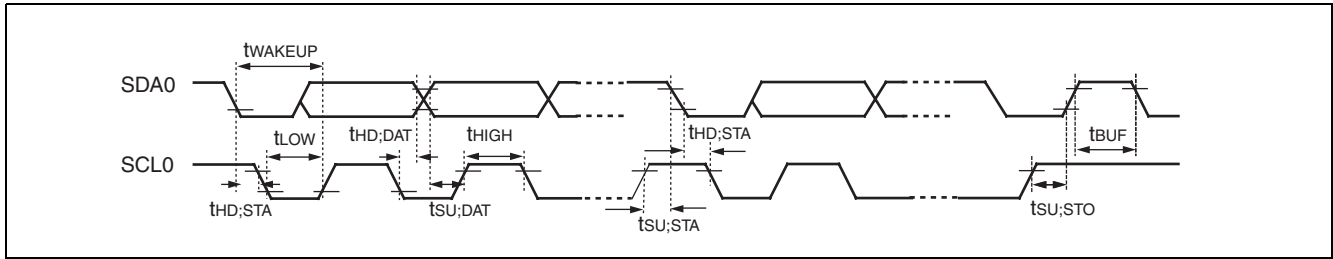 tWAKEUP
SDA0
tHD;DAT
tHD;STA
tLOW
tHIGH
tBUF
SCL0
tHD;STA
tSU;DAT
tSU;STA
tSU;STO